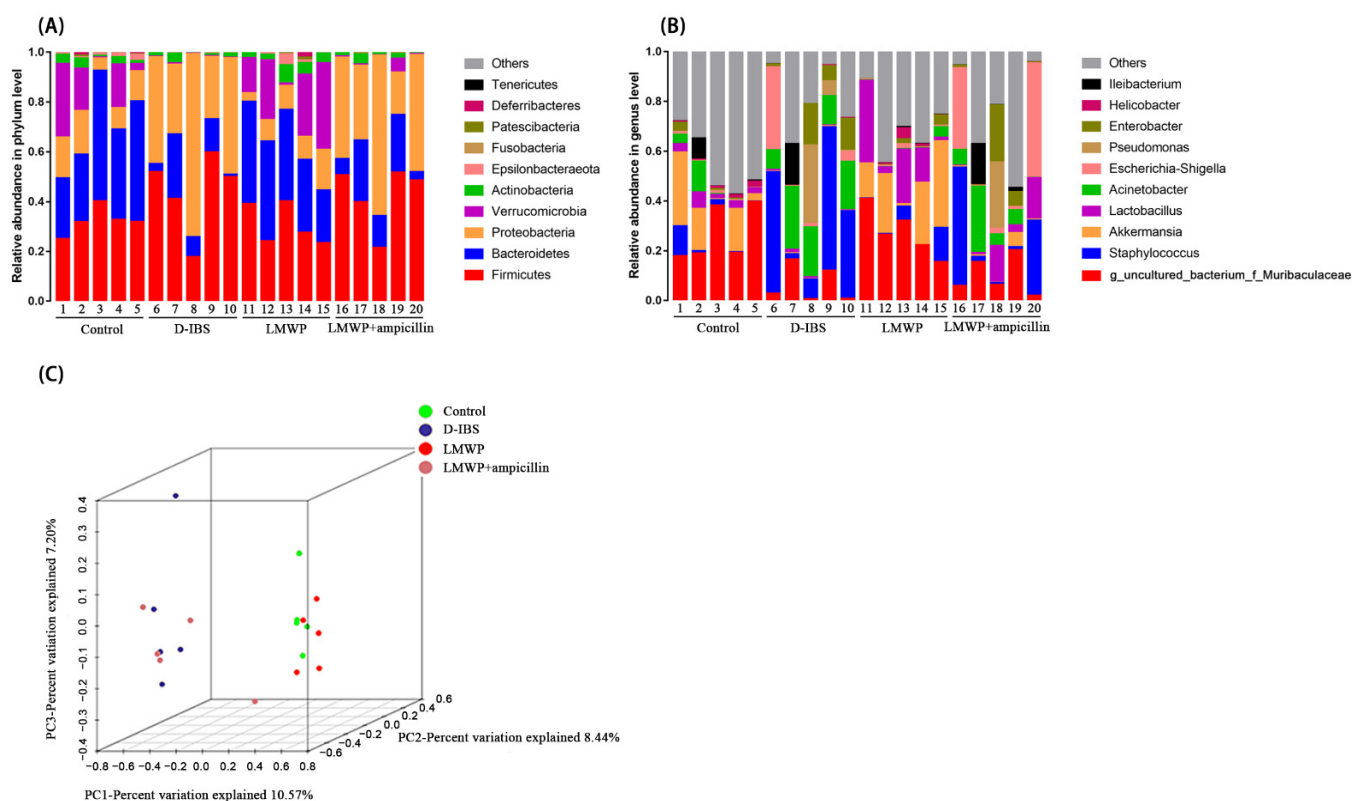 (A)
Relative abundance in phylum level
1.0
0.8
0.6
0.4
0.2
0.0
1 2 3 4 5 6 7 8 9 10 11 12 13 14 15 16 17 18 19 20
Control D-IBS LMWP LMWP+ampicillin
Others
Tenericutes
Deferribacteres
Patescibacteria
Fusobacteria
Epsilonbacteraeota
Actinobacteria
Verrucomicrobia
Proteobacteria
Bacteroidetes
Firmicutes
(B)
Relative abundance in genus level
1.0
0.8
0.6
0.4
0.2
0.0
1 2 3 4 5 6 7 8 9 10 11 12 13 14 15 16 17 18 19 20
Control D-IBS LMWP LMWP+ampicillin
Others
Ileibacterium
Helicobacter
Enterobacter
Pseudomonas
Escherichia-Shigella
Acinetobacter
Lactobacillus
Akkermansia
Staphylococcus
g_uncultured_bacterium_f_Muribaculaceae
(C)
Control
D-IBS
LMWP
LMWP+ampicillin
PC3-Percent variation explained 7.20%
0.4
0.3
0.2
0.1
0.0
−0.1
−0.2
−0.3
−0.4
−0.8 −0.6 −0.4 −0.2 0.0 0.2 0.4 0.6 0.8
PC1-Percent variation explained 10.57%
0.6
0.4
0.2
0.0
−0.2
−0.4
−0.6
PC2-Percent variation explained 8.44%